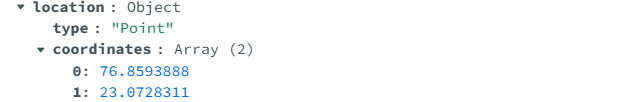 location : Object
type : "Point"
coordinates : Array (2)
0: 76.8593888
1: 23.0728311